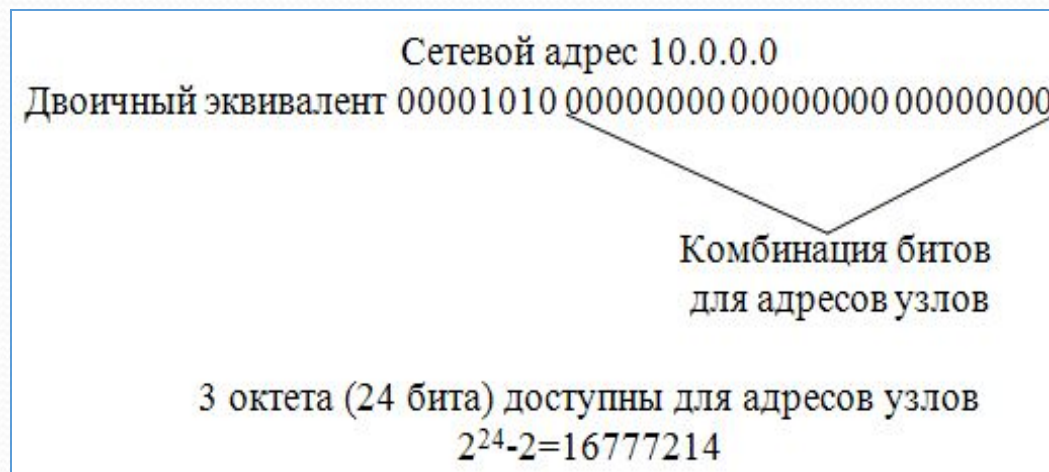 Сетевой адрес 10.0.0.0
Двоичный эквивалент 00001010 00000000 00000000 00000000
Комбинация битов
для адресов узлов
3 октета (24 бита) доступны для адресов узлов
2²⁴-2=16777214